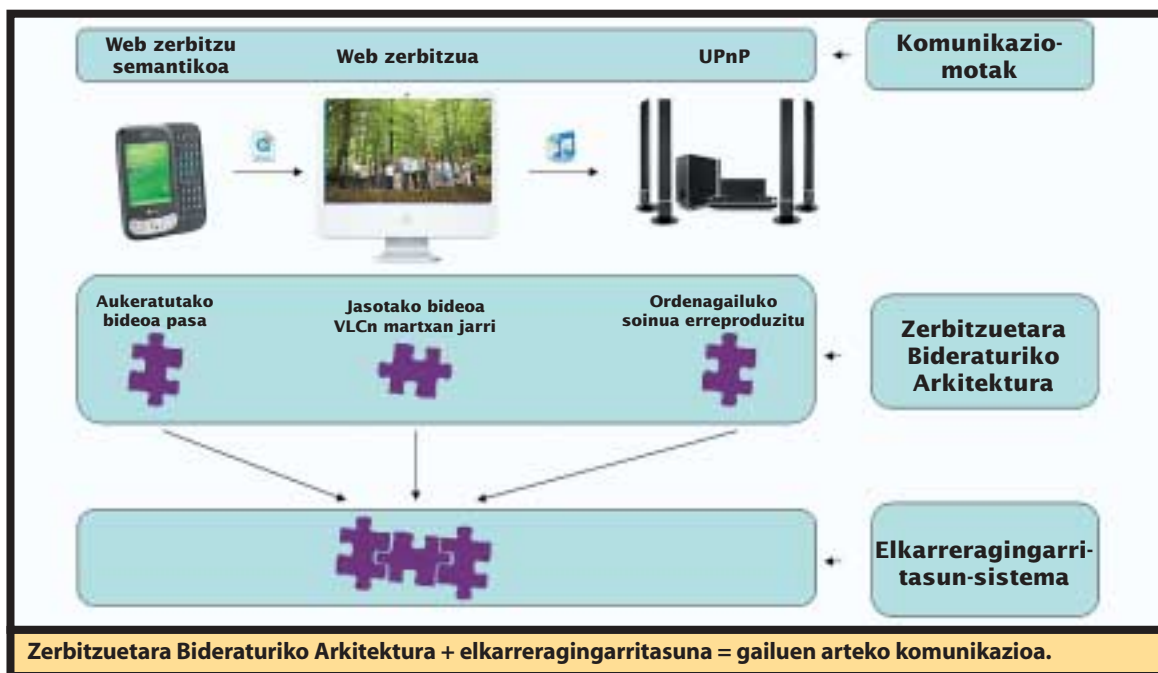 Web zerbitzu
semantikoa
Web zerbitzua
UPnP
Komunikazio-
motak
Aukeratutako
bideoa pasa
Jasotako bideoa
VLCn martxan jarri
Ordenagailuko
soinua erreproduzitu
Zerbitzuetara
Bideraturiko
Arkitektura
Elkarreragingarri-
tasun-sistema
Zerbitzuetara Bideraturiko Arkitektura + elkarreragingarritasuna = gailuen arteko komunikazioa.